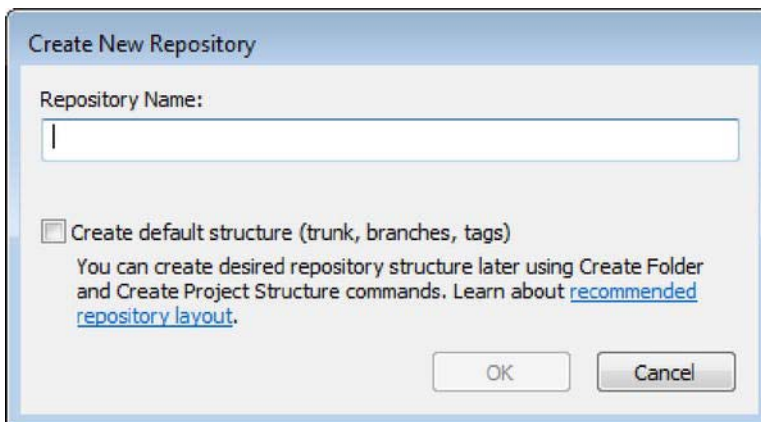 Create New Repository
Repository Name:
Create default structure (trunk, branches, tags)
You can create desired repository structure later using Create Folder
and Create Project Structure commands. Learn about recommended
repository layout.
OK
Cancel